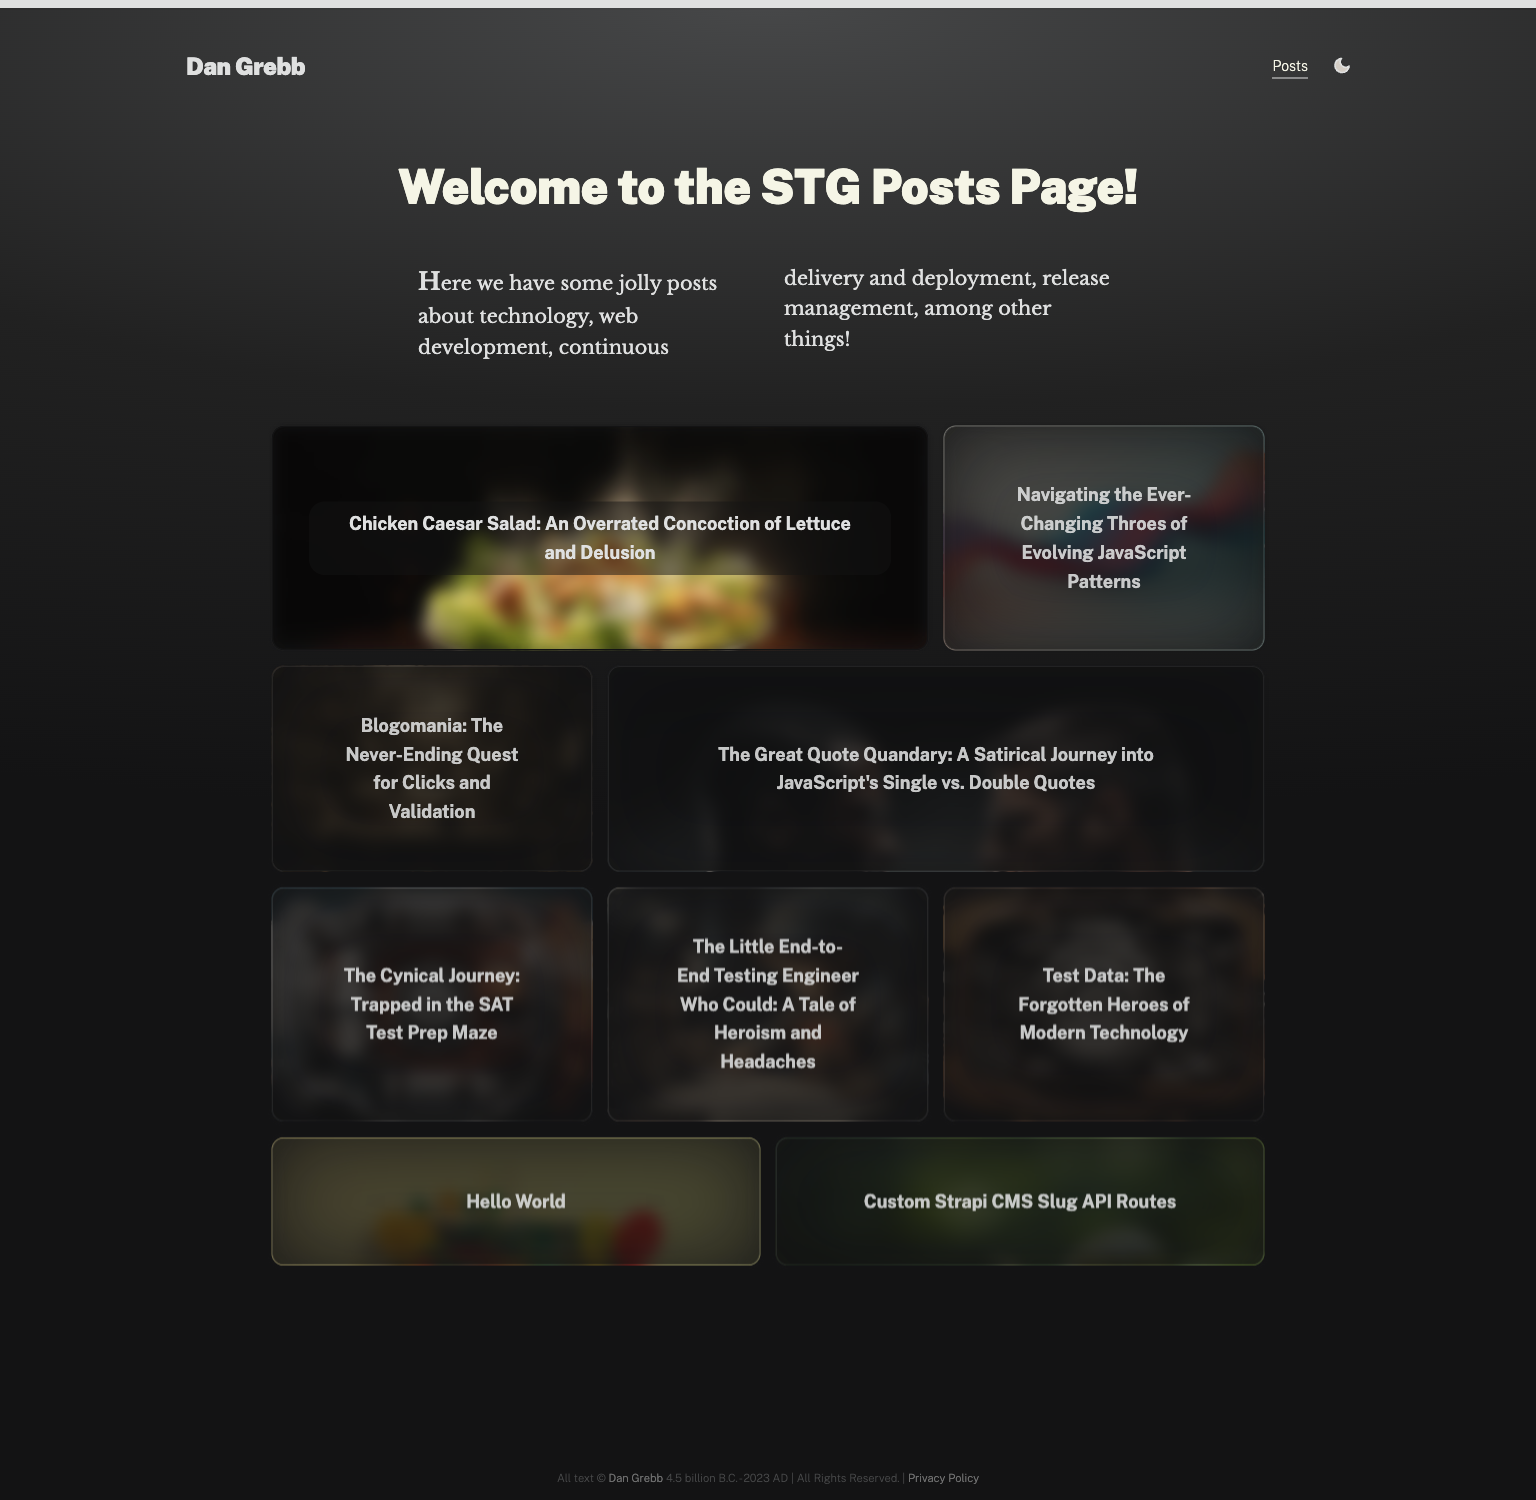 Dan Grebb
Posts
Welcome to the STG Posts Page!
Here we have some jolly posts
about technology, web
development, continuous
delivery and deployment, release
management, among other
things!
Chicken Caesar Salad: An Overrated Concoction of Lettuce
and Delusion
Navigating the Ever-
Changing Throes of
Evolving JavaScript
Patterns
Blogomania: The
Never-Ending Quest
for Clicks and
Validation
The Great Quote Quandary: A Satirical Journey into
JavaScript's Single vs. Double Quotes
The Cynical Journey:
Trapped in the SAT
Test Prep Maze
The Little End-to-
End Testing Engineer
Who Could: A Tale of
Heroism and
Headaches
Test Data: The
Forgotten Heroes of
Modern Technology
Hello World
Custom Strapi CMS Slug API Routes
All text © Dan Grebb 4.5 billion B.C.-2023 AD | All Rights Reserved. | Privacy Policy